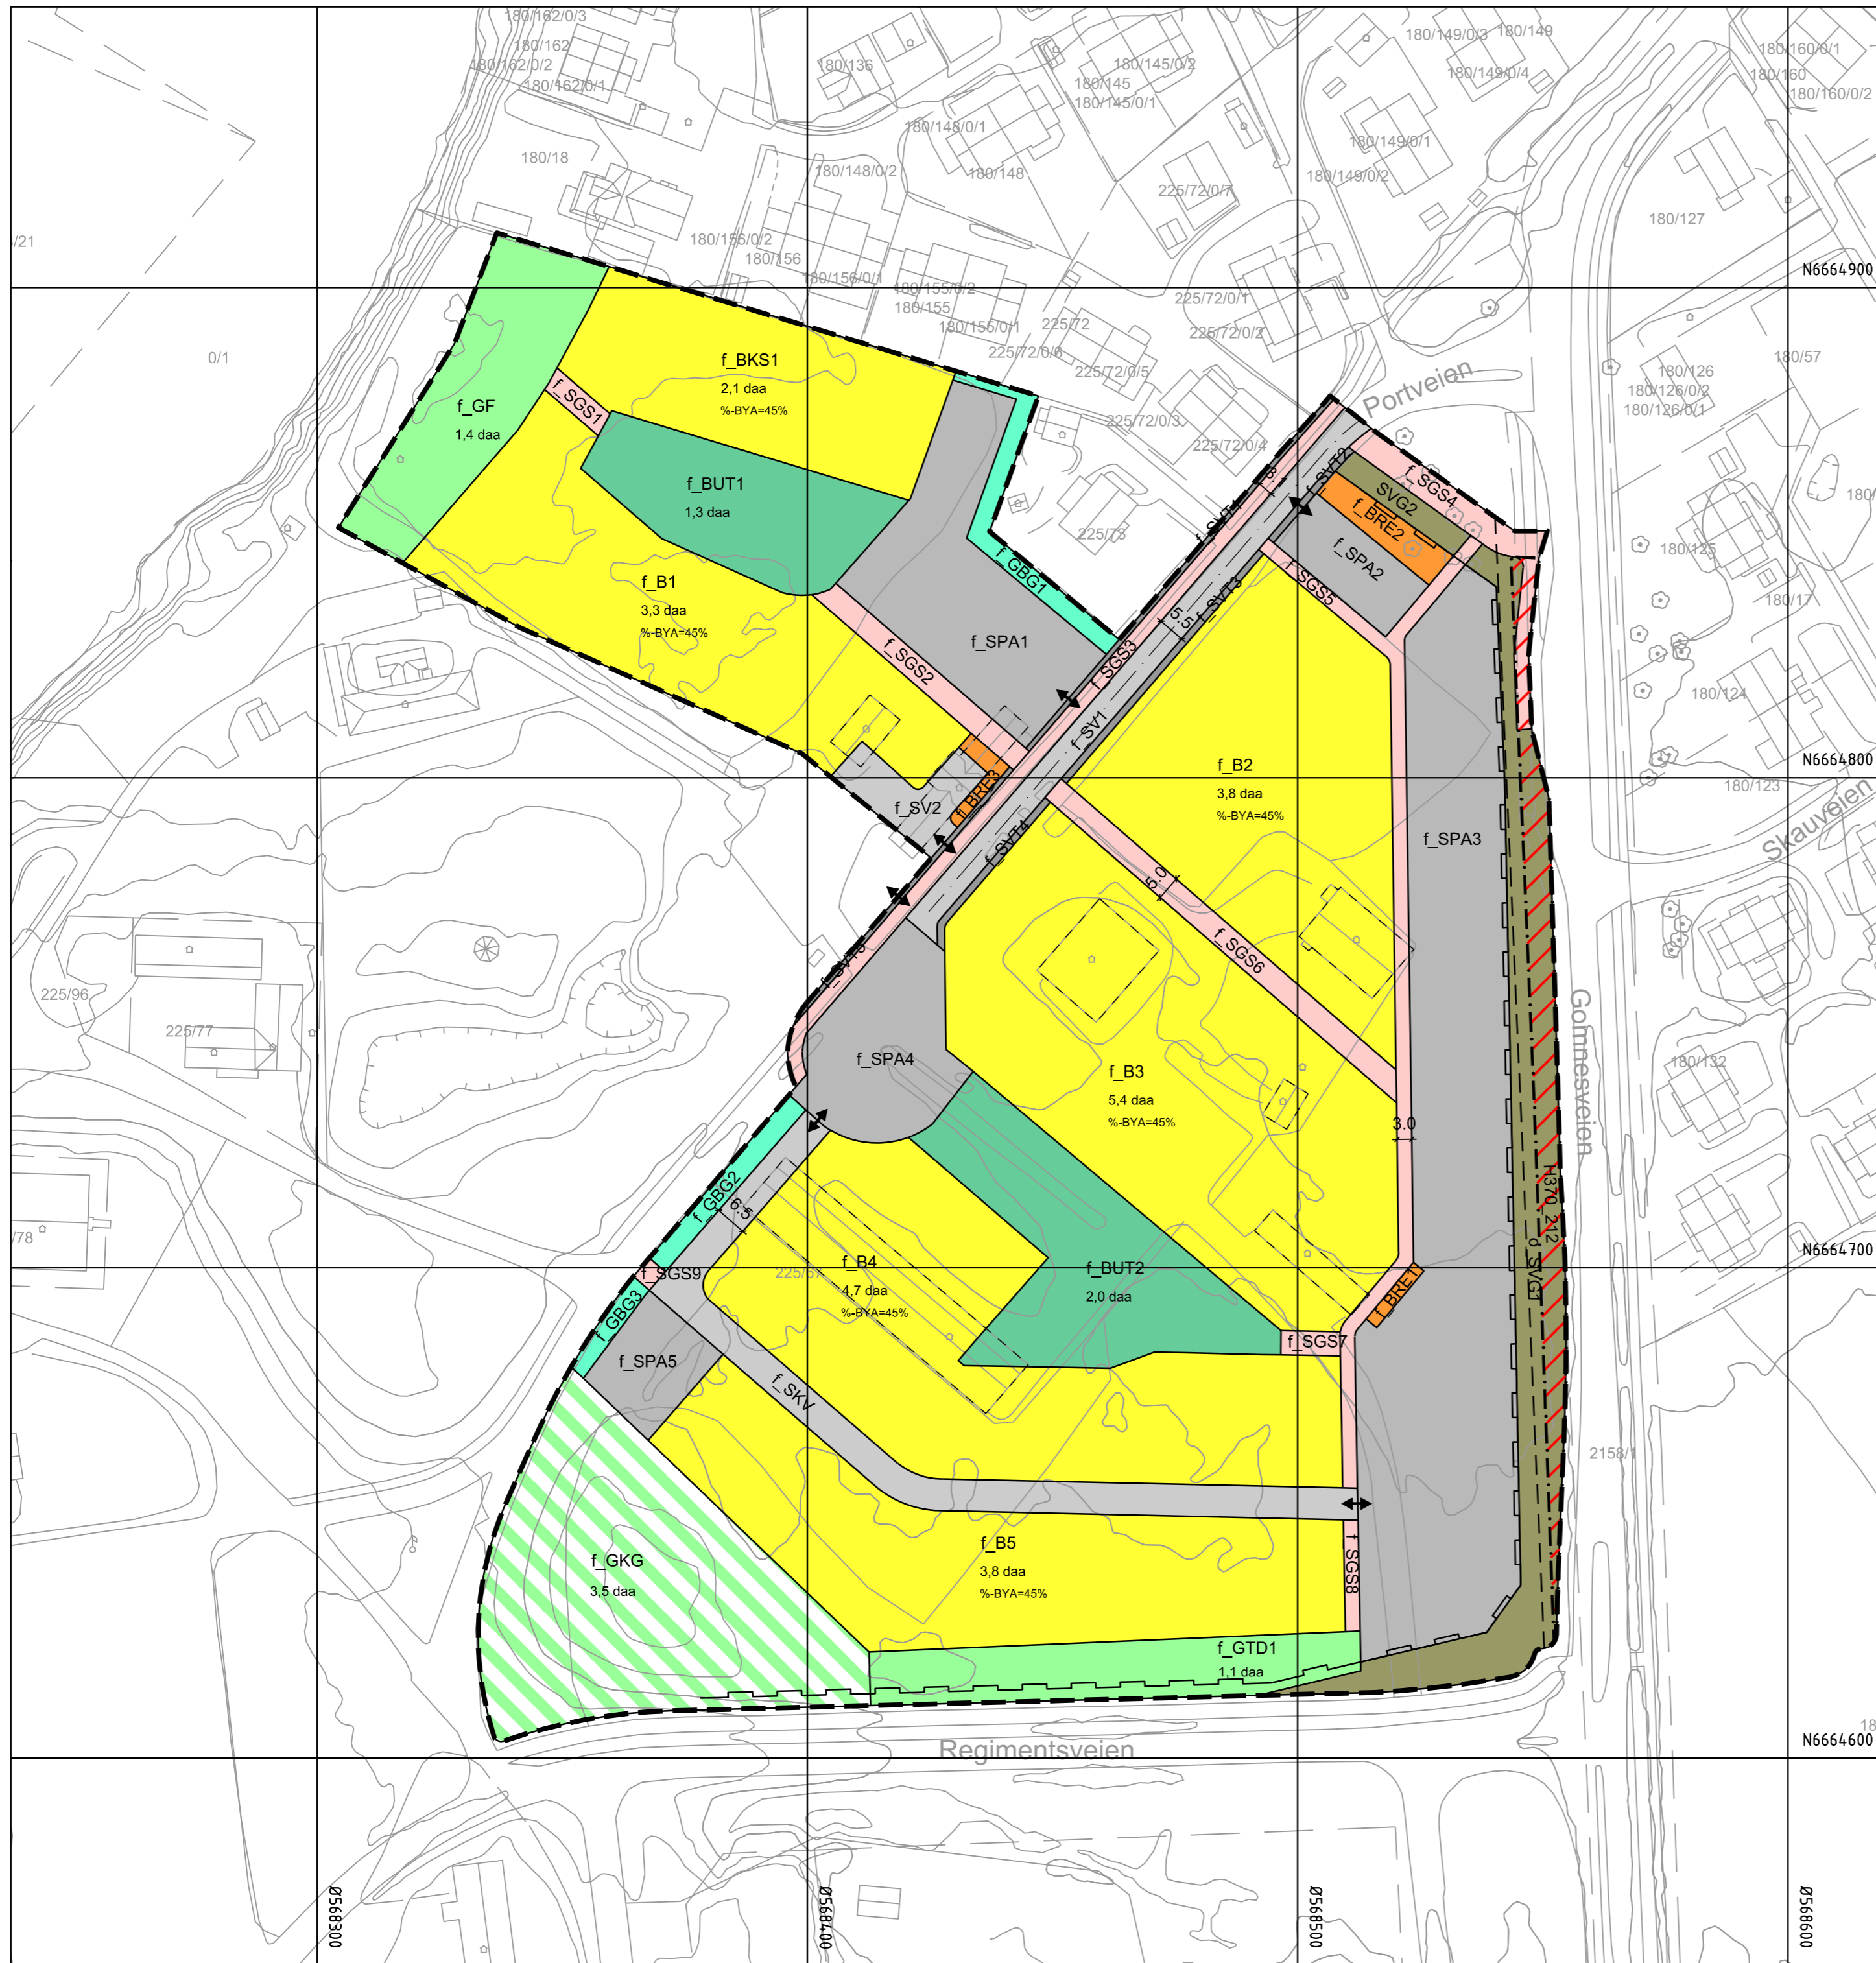 180/162/0/3
180/162
180/162/0/2
180/162/0/1
180/136
180/145/0/2
180/145
180/145/0/1
180/149/0/3
180/149
180/149/0/4
180/160/0/1
180/160
180/160/0/2
180/18
180/148/0/1
180/148/0/2
180/148
225/72/0/7
180/149/0/1
180/149/0/2
180/127
180/156/0/2
180/156
180/156/0/1
180/155/0/2
180/155
180/155/0/1
225/72
225/72/0/6
225/72/0/5
225/72/0/1
225/72/0/2
225/72/0/3
225/72/0/4
225/73
N6664900
0/1
180/57
180/126
180/126/0/2
180/126/0/1
180/125
180/17
180/124
180/123
Portveien
f_GF
1,4 daa
f_BKS1
2,1 daa
%-BYA=45%
f_SGS1
f_BUT1
1,3 daa
f_B1
3,3 daa
%-BYA=45%
f_SGS2
f_SPA1
f_GBG1
f_SGS3
f_SVT2
f_SVT3
5.5
f_SV1
SVG2
f_SGS4
f_BRE2
f_SPA2
f_SGS5
f_SV2
f_BRE3
f_SVT4
f_B2
3,8 daa
%-BYA=45%
f_SPA3
N6664800
Skauveien
5.0
f_SGS6
f_SVT5
225/96
225/77
f_SPA4
f_B3
5,4 daa
%-BYA=45%
3.0
Gomnesveien
180/132
H370_212
o_SVG1
f_GBG2
6.5
f_SGS9
f_GBG3
f_B4
4,7 daa
%-BYA=45%
f_BUT2
2,0 daa
f_BRE1
N6664700
f_SGS7
f_SPA5
f_SKV
2158/1
f_GKG
3,5 daa
f_B5
3,8 daa
%-BYA=45%
f_SGS8
f_GTD1
1,1 daa
Regimentsveien
N6664600
Ø568300
Ø568400
Ø568500
Ø568600